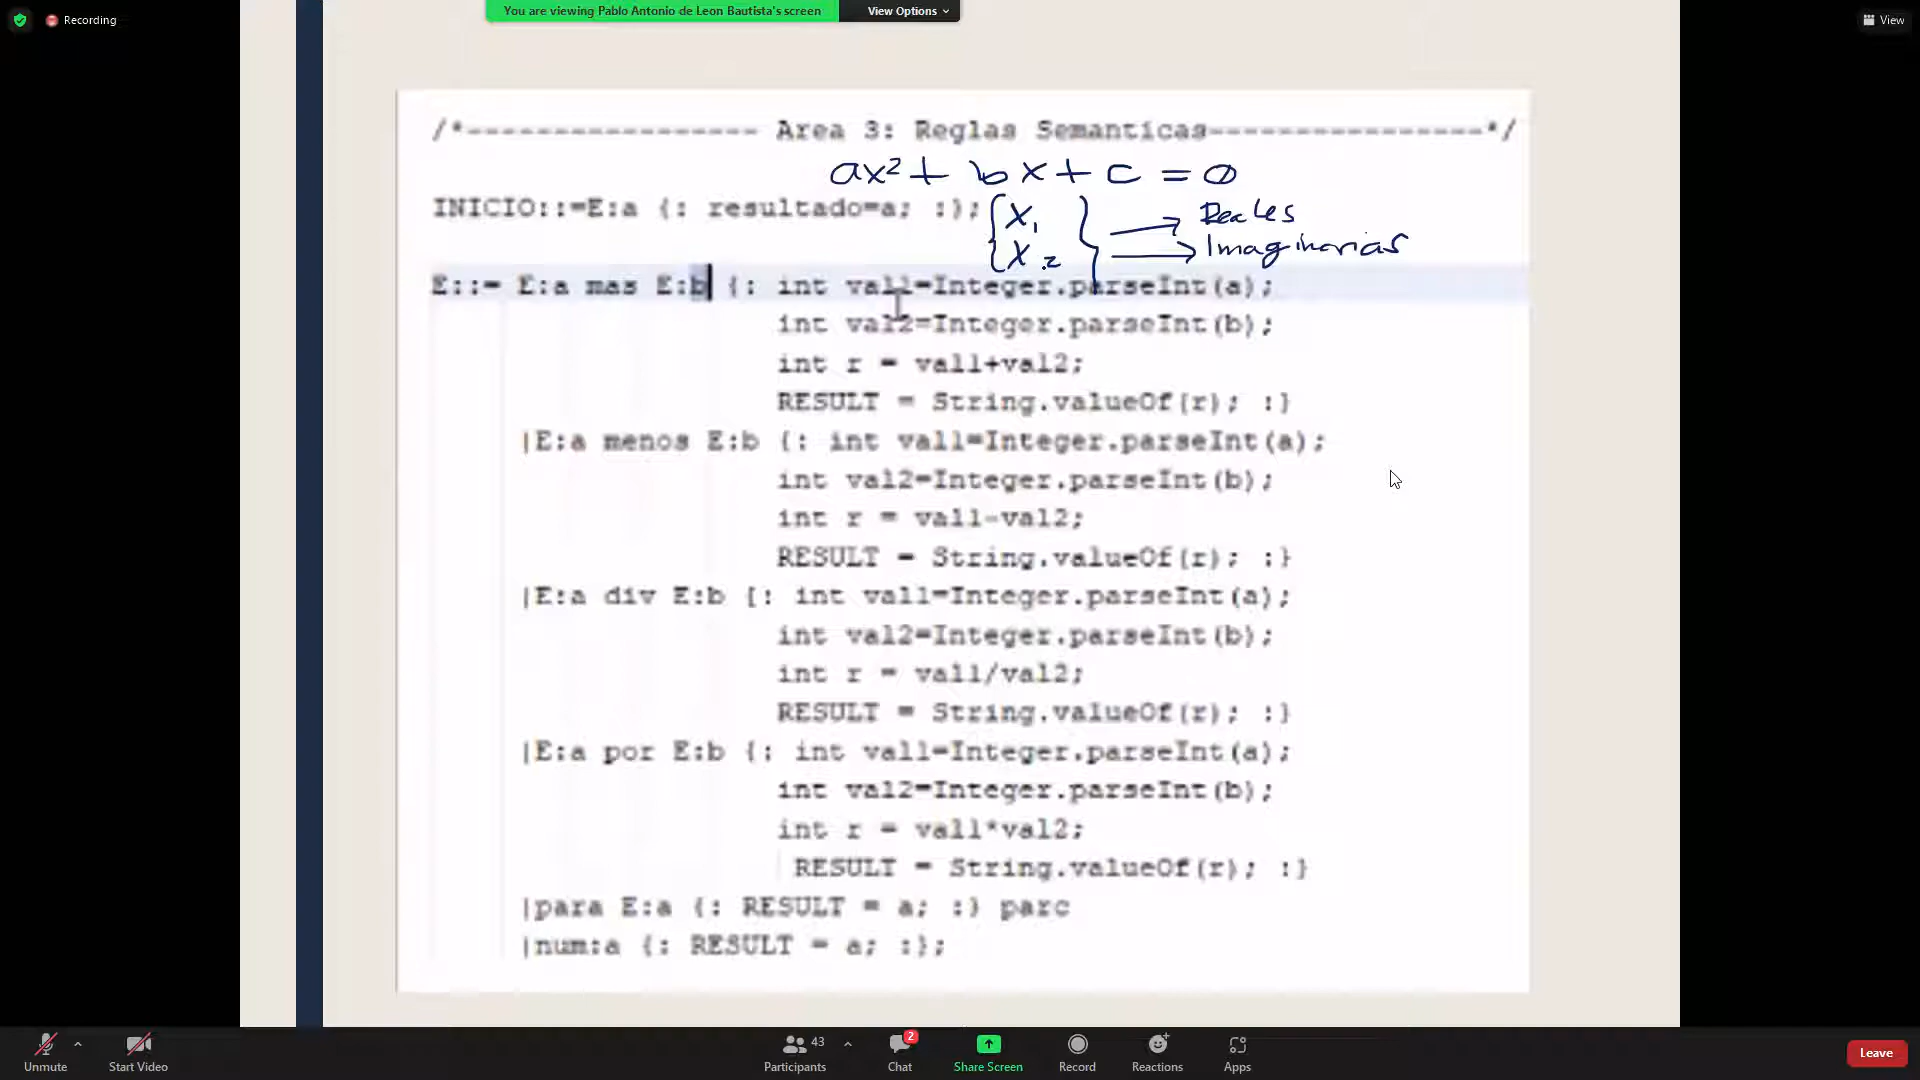 You are viewing Pablo Antonio de Leon Bautista's screen View Options
Recording
View
/*----------------- Area 3: Reglas Semanticas----------------*/
ax² + bx + c = 0
INICIO::=E:a {: resultado=a; :};
X1 Reales
X2 Imaginarias
E::= E:a mas E:b {: int val1=Integer.parseInt(a);
int val2=Integer.parseInt(b);
int r = val1+val2;
RESULT = String.valueOf(r); :}
|E:a menos E:b {: int val1=Integer.parseInt(a);
int val2=Integer.parseInt(b);
int r = val1-val2;
RESULT = String.valueOf(r); :}
|E:a div E:b {: int val1=Integer.parseInt(a);
int val2=Integer.parseInt(b);
int r = val1/val2;
RESULT = String.valueOf(r); :}
|E:a por E:b {: int val1=Integer.parseInt(a);
int val2=Integer.parseInt(b);
int r = val1*val2;
RESULT = String.valueOf(r); :}
|para E:a {: RESULT = a; :} parc
|num:a {: RESULT = a; :};
43 2
Unmute Start Video Participants Chat Share Screen Record Reactions Apps Leave